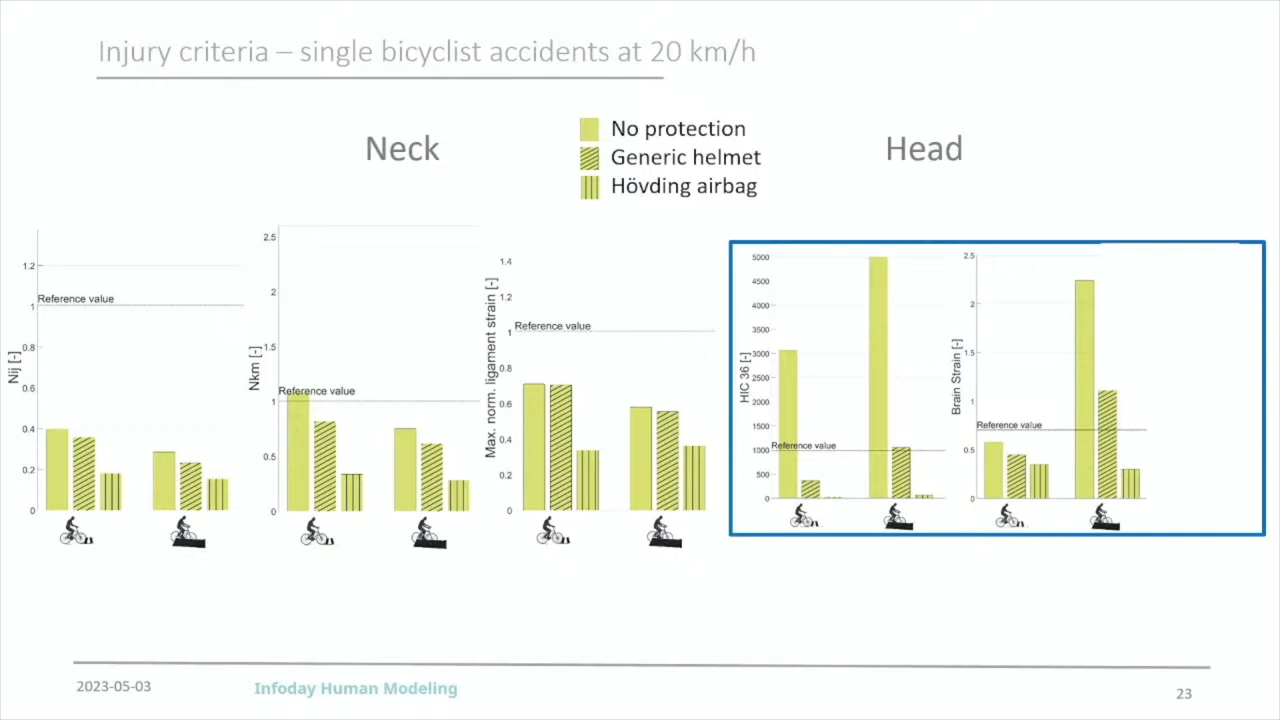 Injury criteria – single bicyclist accidents at 20 km/h
Neck
No protection
Generic helmet
Hövding airbag
Head
Nij [-]
1.2
Reference value
1
0.8
0.6
0.4
0.2
0
Nkm [-]
2.5
2
1.5
Reference value
1
0.5
0
Max. norm. ligament strain [-]
1.4
1.2
Reference value
1
0.8
0.6
0.4
0.2
0
HIC 36 [-]
5000
4500
4000
3500
3000
2500
2000
1500
Reference value
1000
500
0
Brain Strain [-]
2.5
2
1.5
1
Reference value
0.5
0
2023-05-03
Infoday Human Modeling
23